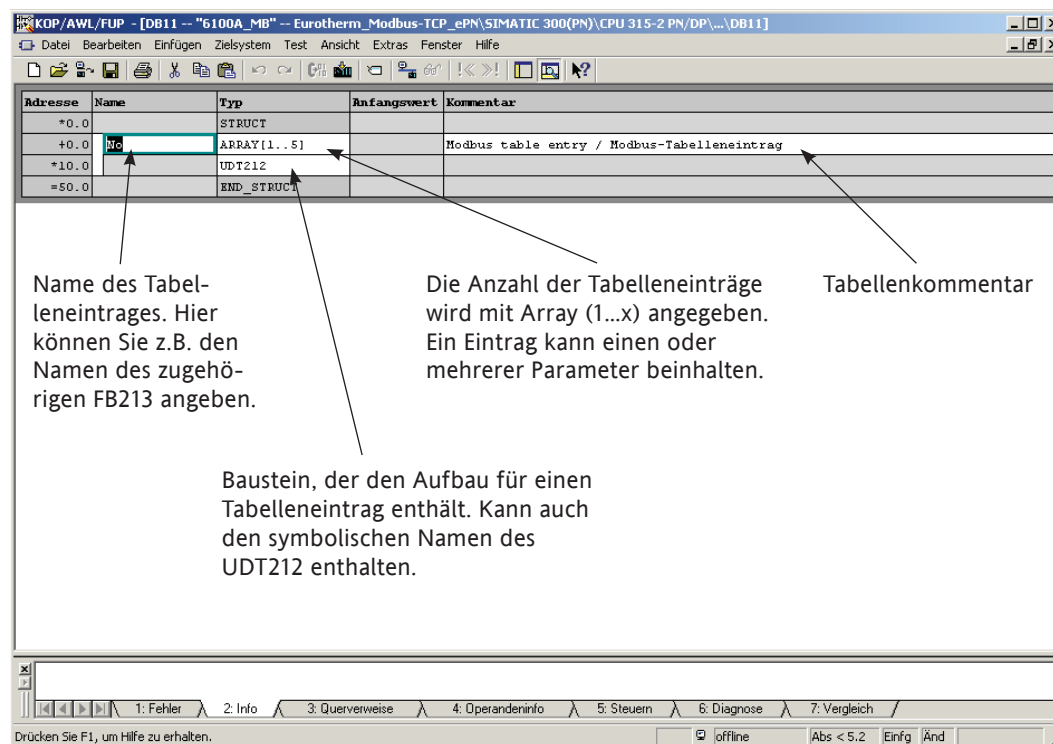 KOP/AWL/FUP - [DB11 -- "6100A_MB" -- Eurotherm_Modbus-TCP_ePN\SIMATIC 300(PN)\CPU 315-2 PN/DP\...\DB11]
Datei Bearbeiten Einfügen Zielsystem Test Ansicht Extras Fenster Hilfe
Adresse Name Typ Anfangswert Kommentar
*0.0 STRUCT
+0.0 No ARRAY[1..5] Modbus table entry / Modbus-Tabelleneintrag
*10.0 UDT212
=50.0 END_STRUCT
Name des Tabel-
leneintrages. Hier
können Sie z.B. den
Namen des zugehö-
rigen FB213 angeben.
Die Anzahl der Tabelleneinträge
wird mit Array (1...x) angegeben.
Ein Eintrag kann einen oder
mehrerer Parameter beinhalten.
Tabellenkommentar
Baustein, der den Aufbau für einen
Tabelleneintrag enthält. Kann auch
den symbolischen Namen des
UDT212 enthalten.
1: Fehler 2: Info 3: Querverweise 4: Operandeninfo 5: Steuern 6: Diagnose 7: Vergleich
Drücken Sie F1, um Hilfe zu erhalten. offline Abs < 5.2 Einfg Änd